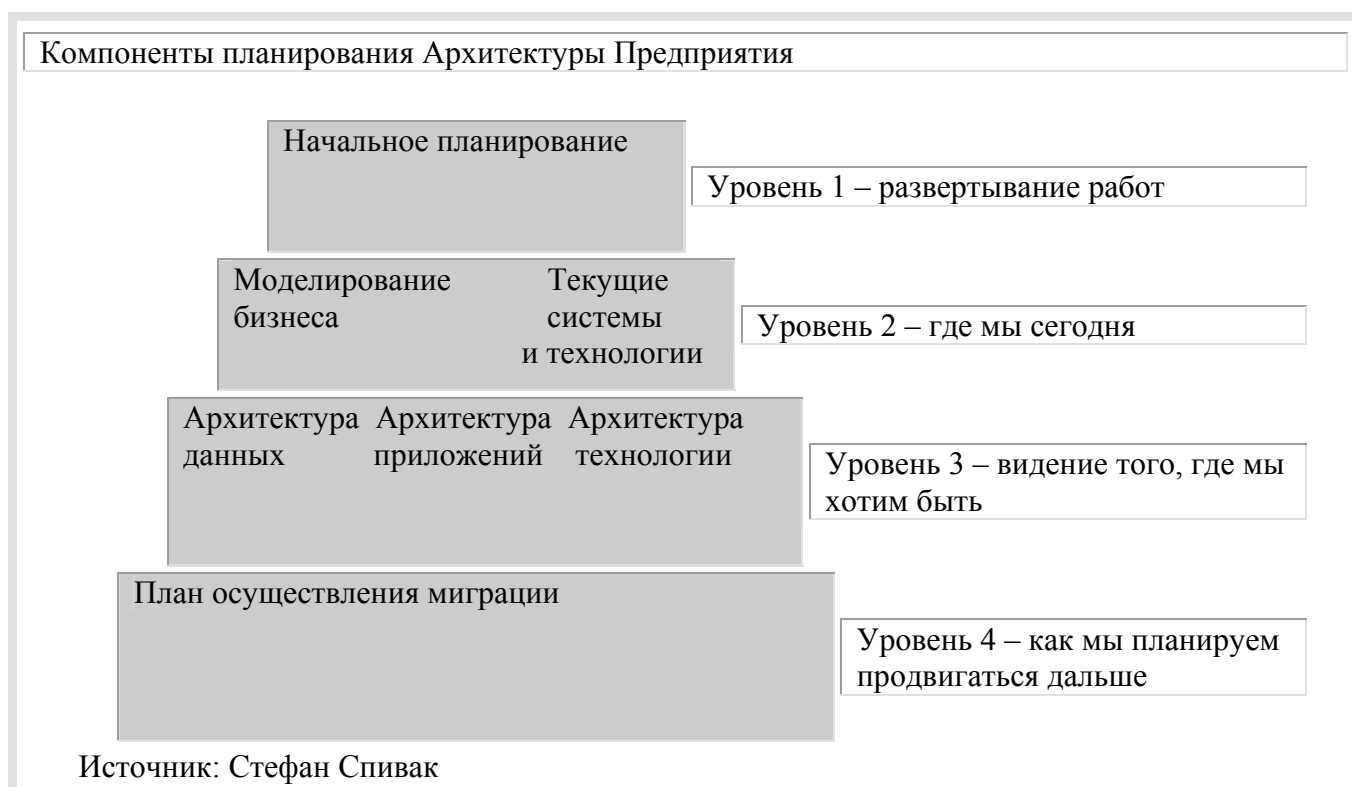 Компоненты планирования Архитектуры Предприятия
Начальное планирование
Уровень 1 – развертывание работ
Моделирование Текущие
бизнеса системы
и технологии
Уровень 2 – где мы сегодня
Архитектура Архитектура Архитектура
данных приложений технологии
Уровень 3 – видение того, где мы
хотим быть
План осуществления миграции
Уровень 4 – как мы планируем
продвигаться дальше
Источник: Стефан Спивак